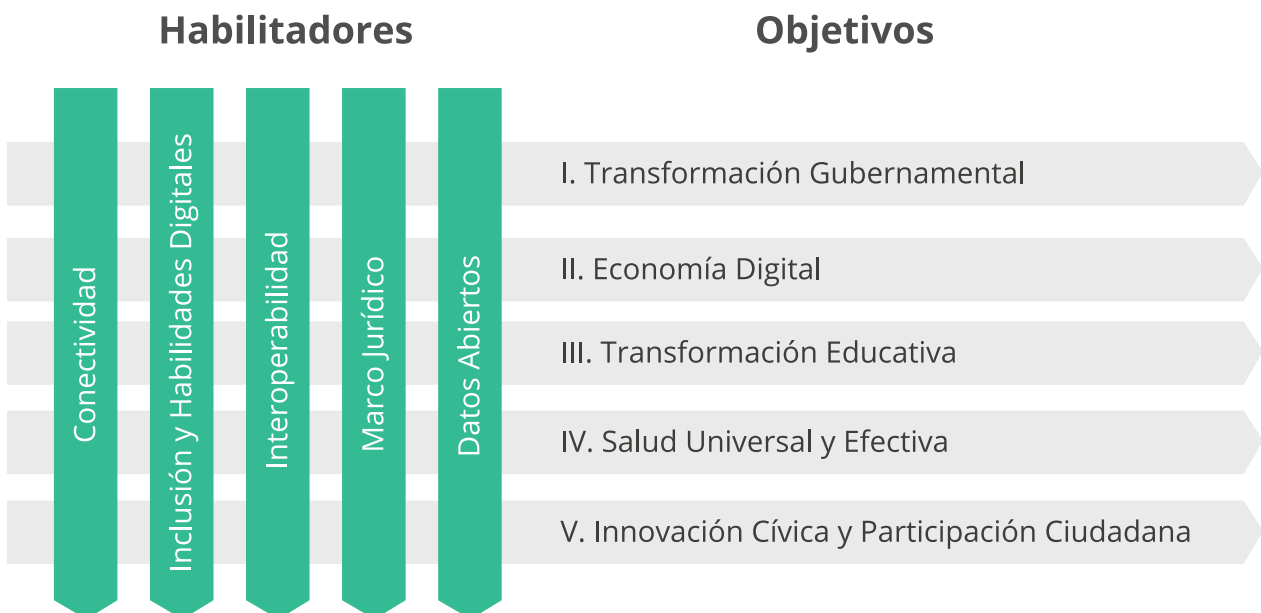 Habilitadores
Objetivos
Conectividad
Inclusión y Habilidades Digitales
Interoperabilidad
Marco Jurídico
Datos Abiertos
I. Transformación Gubernamental
II. Economía Digital
III. Transformación Educativa
IV. Salud Universal y Efectiva
V. Innovación Cívica y Participación Ciudadana